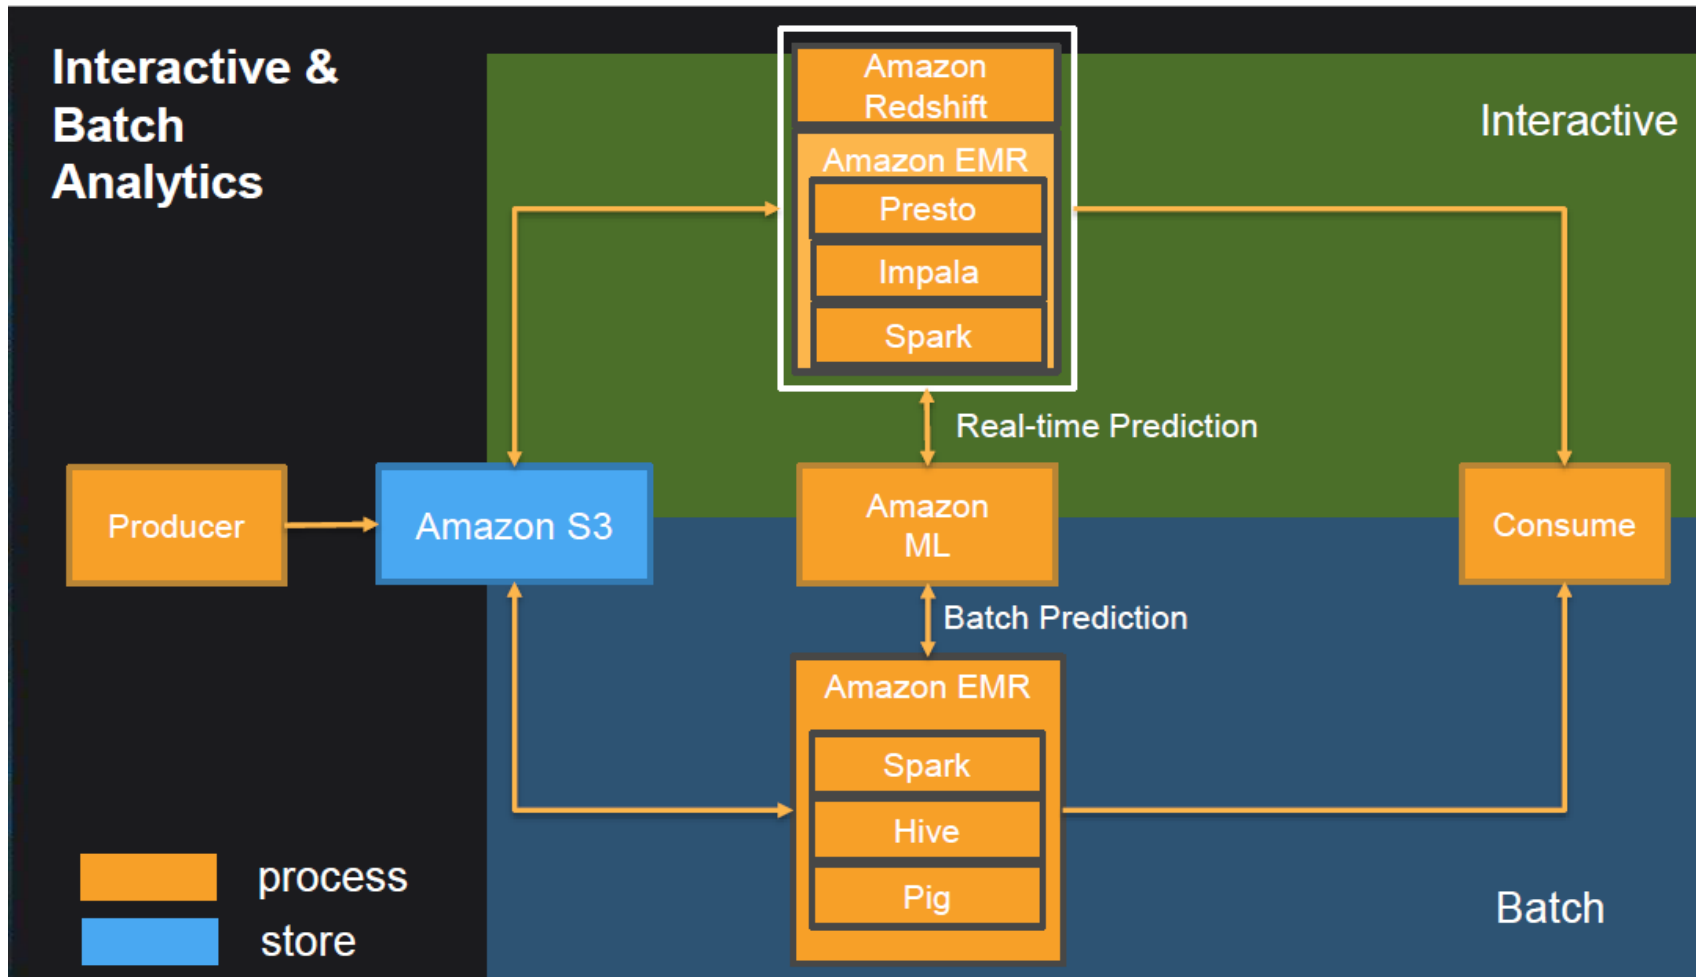 Interactive &
Batch
Analytics
Amazon
Redshift
Interactive
Amazon EMR
Presto
Impala
Spark
Real-time Prediction
Producer
Amazon S3
Amazon
ML
Consume
Batch Prediction
Amazon EMR
Spark
Hive
Pig
process
store
Batch